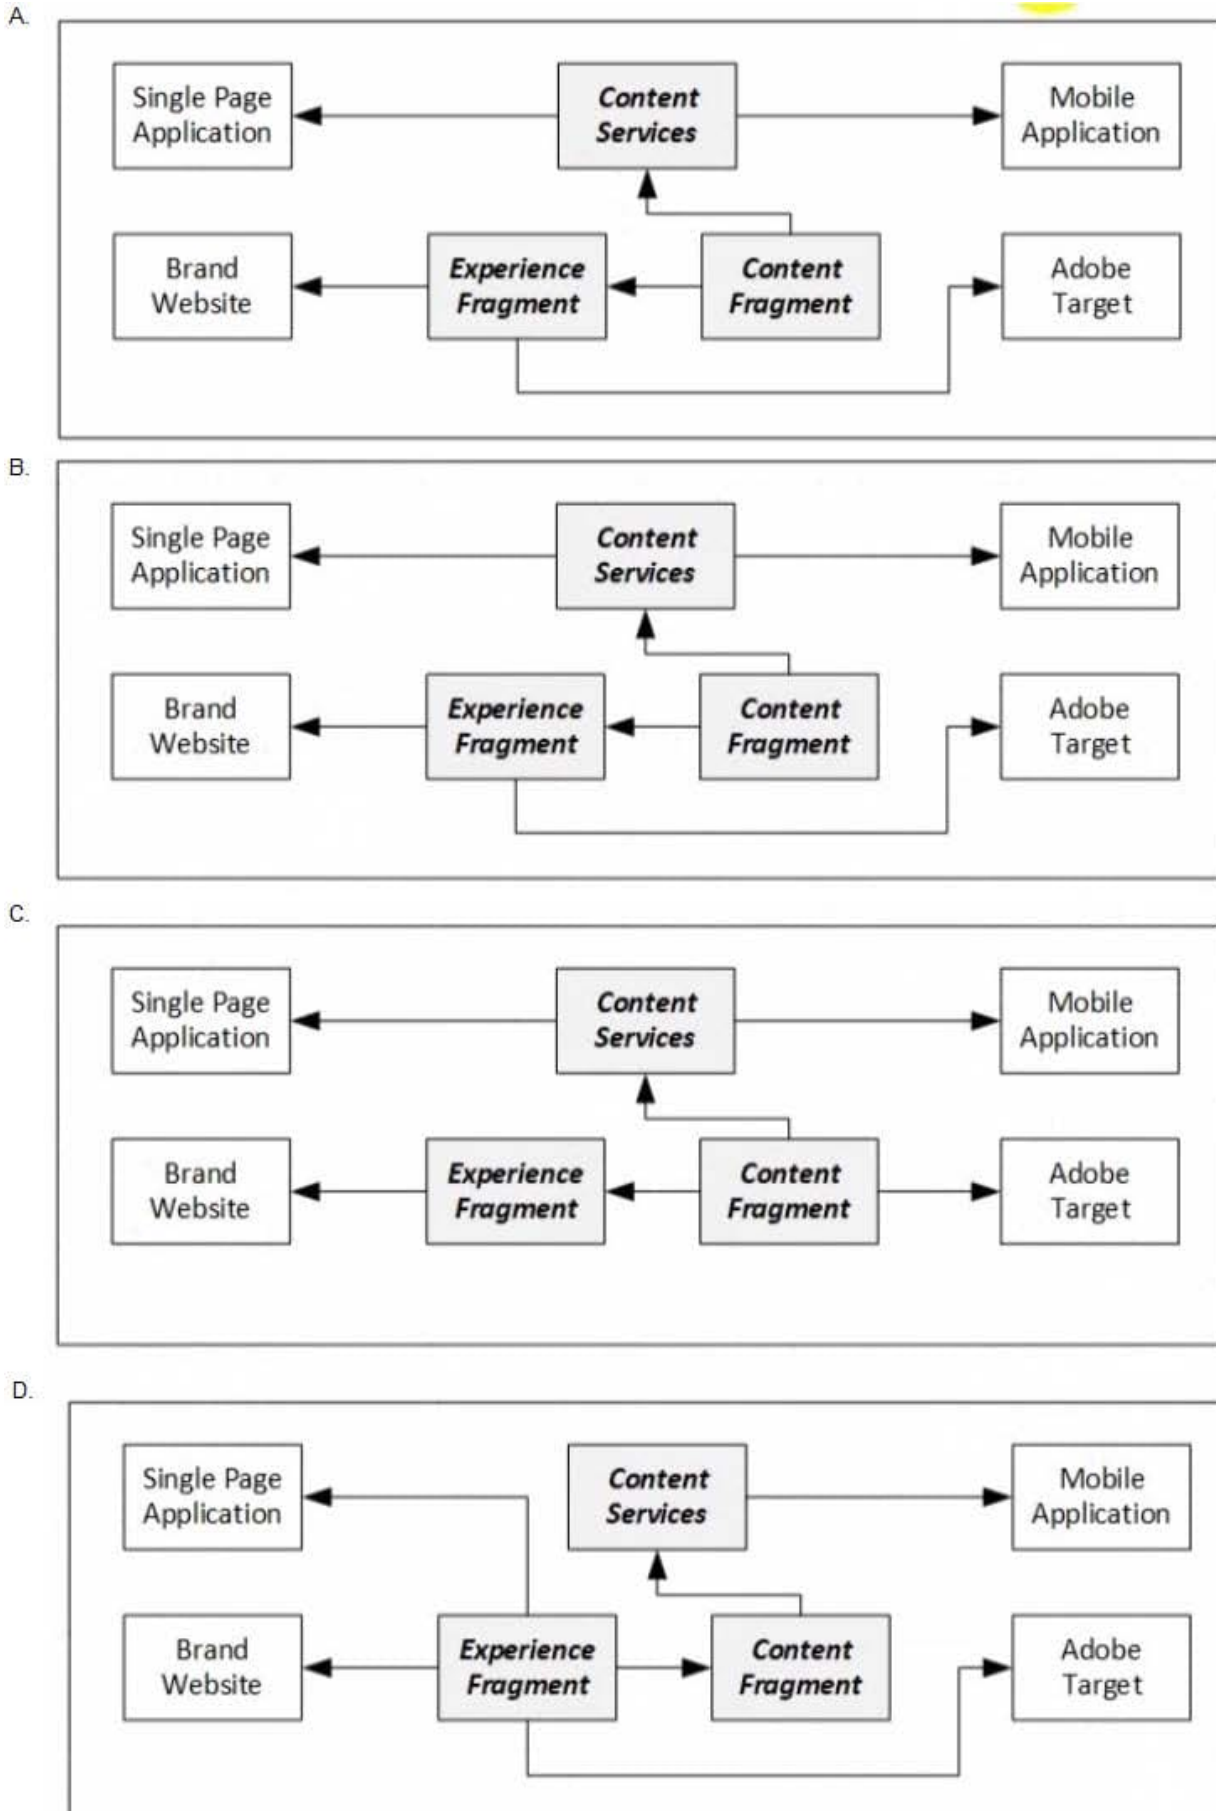 A.
Single Page
Application
Content
Services
Mobile
Application
Brand
Website
Experience
Fragment
Content
Fragment
Adobe
Target
B.
Single Page
Application
Content
Services
Mobile
Application
Brand
Website
Experience
Fragment
Content
Fragment
Adobe
Target
C.
Single Page
Application
Content
Services
Mobile
Application
Brand
Website
Experience
Fragment
Content
Fragment
Adobe
Target
D.
Single Page
Application
Content
Services
Mobile
Application
Brand
Website
Experience
Fragment
Content
Fragment
Adobe
Target